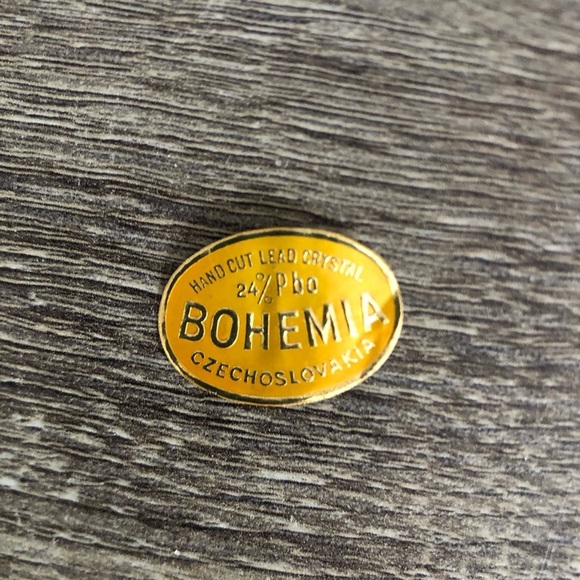 HAND CUT LEAD CRYSTAL
24% Pbo
BOHEMIA
CZECHOSLOVAKIA